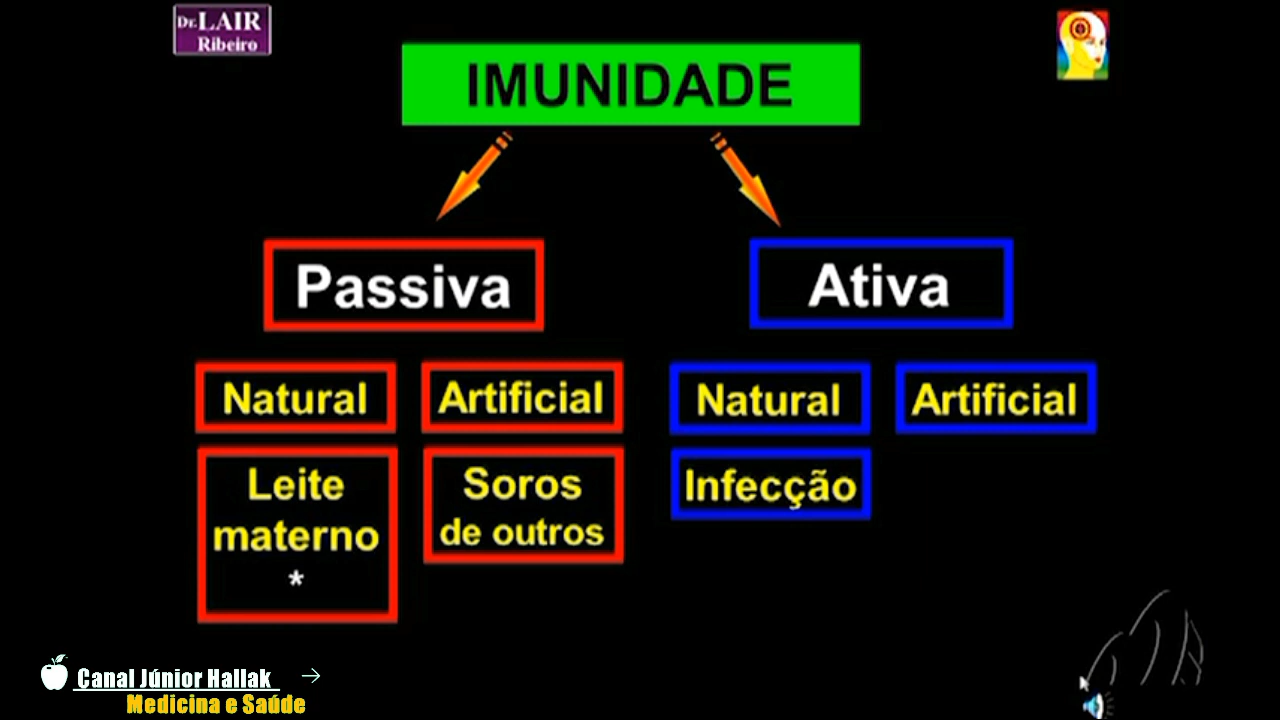 Dr. LAIR
Ribeiro
IMUNIDADE
Passiva
Ativa
Natural
Artificial
Natural
Artificial
Leite
materno
*
Soros
de outros
Infecção
Canal Júnior Hallak
Medicina e Saúde